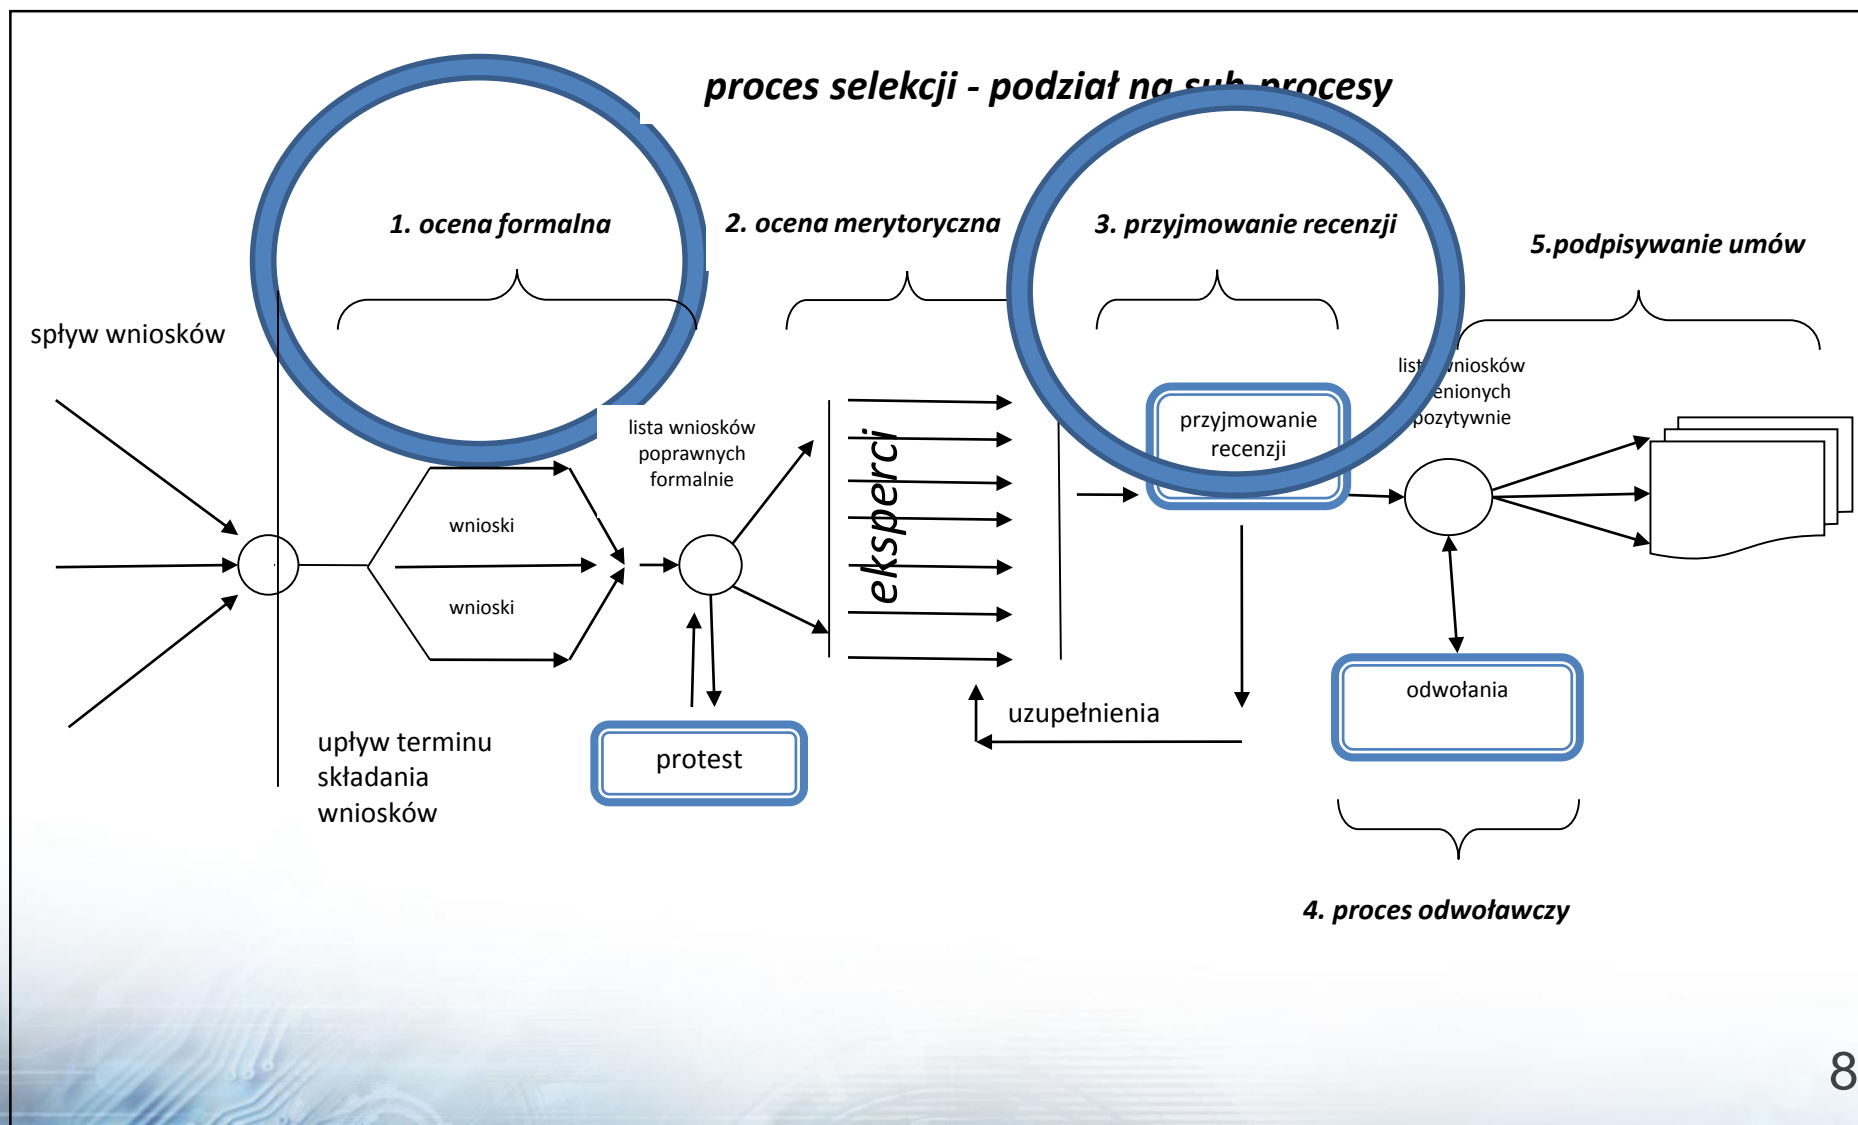 proces selekcji - podział na sub-procesy
1. ocena formalna
2. ocena merytoryczna
3. przyjmowanie recenzji
5.podpisywanie umów
spływ wniosków
lista wniosków
poprawnych
formalnie
przyjmowanie
recenzji
wniosków
pozytywnie
wnioski
wnioski
eksperci
upływ terminu
składania
wniosków
protest
uzupełnienia
odwołania
4. proces odwoławczy
8